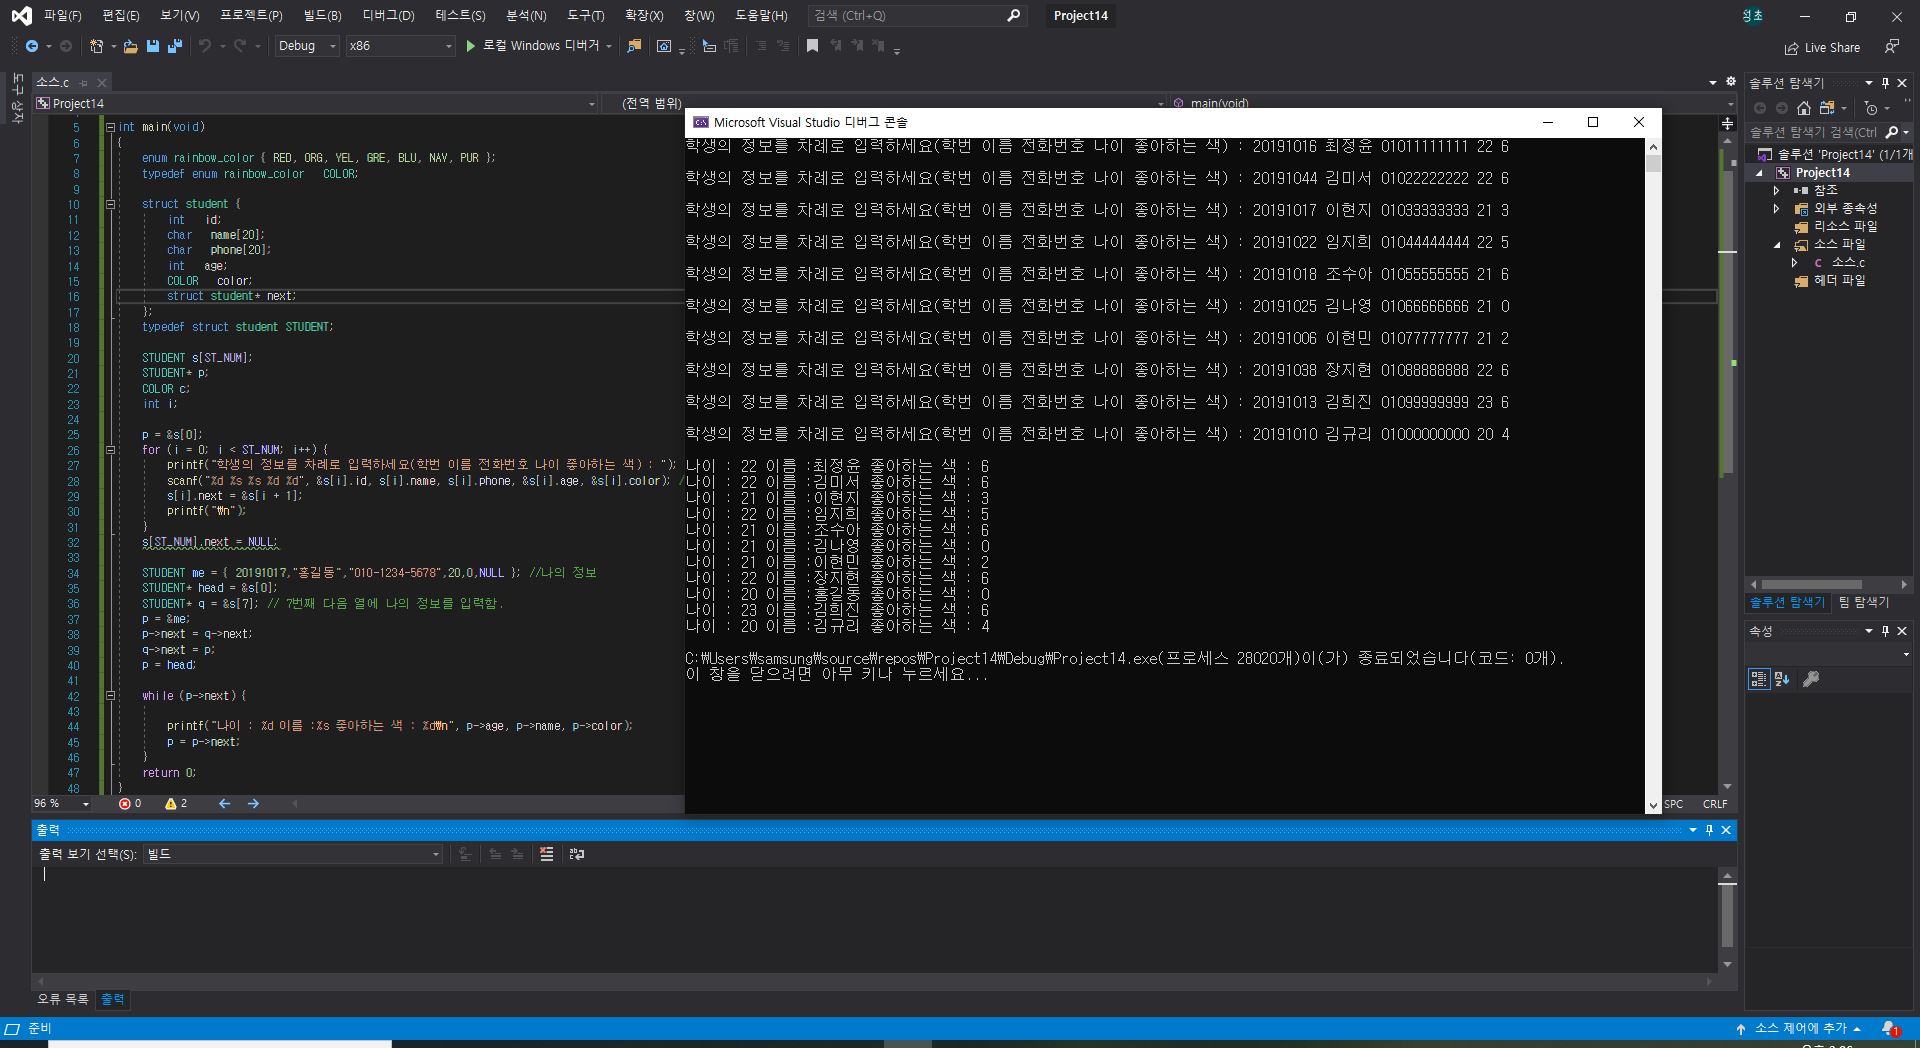 파일(F) 편집(E) 보기(V) 프로젝트(P) 빌드(B) 디버그(D) 테스트(S) 분석(N) 도구(T) 확장(X) 창(W) 도움말(H) 검색 (Ctrl+Q) Project14 성초
Debug x86 로컬 Windows 디버거 Live Share
도구 상자
소스.c
Project14 (전역 범위) main(void)
5 int main(void)
6 {
7 enum rainbow_color { RED, ORG, YEL, GRE, BLU, NAV, PUR };
8 typedef enum rainbow_color COLOR;
9
10 struct student {
11 int id;
12 char name[20];
13 char phone[20];
14 int age;
15 COLOR color;
16 struct student* next;
17 };
18 typedef struct student STUDENT;
19
20 STUDENT s[ST_NUM];
21 STUDENT* p;
22 COLOR c;
23 int i;
24
25 p = &s[0];
26 for (i = 0; i < ST_NUM; i++) {
27 printf("학생의 정보를 차례로 입력하세요(학번 이름 전화번호 나이 좋아하는 색) : ");
28 scanf("%d %s %s %d %d", &s[i].id, s[i].name, s[i].phone, &s[i].age, &s[i].color); /
29 s[i].next = &s[i + 1];
30 printf("₩n");
31 }
32 s[ST_NUM].next = NULL;
33
34 STUDENT me = { 20191017,"홍길동","010-1234-5678",20,0,NULL }; //나의 정보
35 STUDENT* head = &s[0];
36 STUDENT* q = &s[7]; // 7번째 다음 열에 나의 정보를 입력함.
37 p = &me;
38 p->next = q->next;
39 q->next = p;
40 p = head;
41
42 while (p->next) {
43
44 printf("나이 : %d 이름 :%s 좋아하는 색 : %d₩n", p->age, p->name, p->color);
45 p = p->next;
46 }
47 return 0;
48 }
96 % 0 2 SPC CRLF
Microsoft Visual Studio 디버그 콘솔
학생의 정보를 차례로 입력하세요(학번 이름 전화번호 나이 좋아하는 색) : 20191016 최정윤 01011111111 22 6
학생의 정보를 차례로 입력하세요(학번 이름 전화번호 나이 좋아하는 색) : 20191044 김미서 01022222222 22 6
학생의 정보를 차례로 입력하세요(학번 이름 전화번호 나이 좋아하는 색) : 20191017 이현지 01033333333 21 3
학생의 정보를 차례로 입력하세요(학번 이름 전화번호 나이 좋아하는 색) : 20191022 임지희 01044444444 22 5
학생의 정보를 차례로 입력하세요(학번 이름 전화번호 나이 좋아하는 색) : 20191018 조수아 01055555555 21 6
학생의 정보를 차례로 입력하세요(학번 이름 전화번호 나이 좋아하는 색) : 20191025 김나영 01066666666 21 0
학생의 정보를 차례로 입력하세요(학번 이름 전화번호 나이 좋아하는 색) : 20191006 이현민 01077777777 21 2
학생의 정보를 차례로 입력하세요(학번 이름 전화번호 나이 좋아하는 색) : 20191038 장지현 01088888888 22 6
학생의 정보를 차례로 입력하세요(학번 이름 전화번호 나이 좋아하는 색) : 20191013 김희진 01099999999 23 6
학생의 정보를 차례로 입력하세요(학번 이름 전화번호 나이 좋아하는 색) : 20191010 김규리 01000000000 20 4
나이 : 22 이름 :최정윤 좋아하는 색 : 6
나이 : 22 이름 :김미서 좋아하는 색 : 6
나이 : 21 이름 :이현지 좋아하는 색 : 3
나이 : 22 이름 :임지희 좋아하는 색 : 5
나이 : 21 이름 :조수아 좋아하는 색 : 6
나이 : 21 이름 :김나영 좋아하는 색 : 0
나이 : 21 이름 :이현민 좋아하는 색 : 2
나이 : 22 이름 :장지현 좋아하는 색 : 6
나이 : 20 이름 :홍길동 좋아하는 색 : 0
나이 : 23 이름 :김희진 좋아하는 색 : 6
나이 : 20 이름 :김규리 좋아하는 색 : 4
C:₩Users₩samsung₩source₩repos₩Project14₩Debug₩Project14.exe(프로세스 28020개)이(가) 종료되었습니다(코드: 0개).
이 창을 닫으려면 아무 키나 누르세요...
솔루션 탐색기
솔루션 탐색기 검색(Ctrl
솔루션 'Project14' (1/1개
Project14
참조
외부 종속성
리소스 파일
소스 파일
소스.c
헤더 파일
솔루션 탐색기 팀 탐색기
속성
출력
출력 보기 선택(S): 빌드
오류 목록 출력
준비 소스 제어에 추가 1